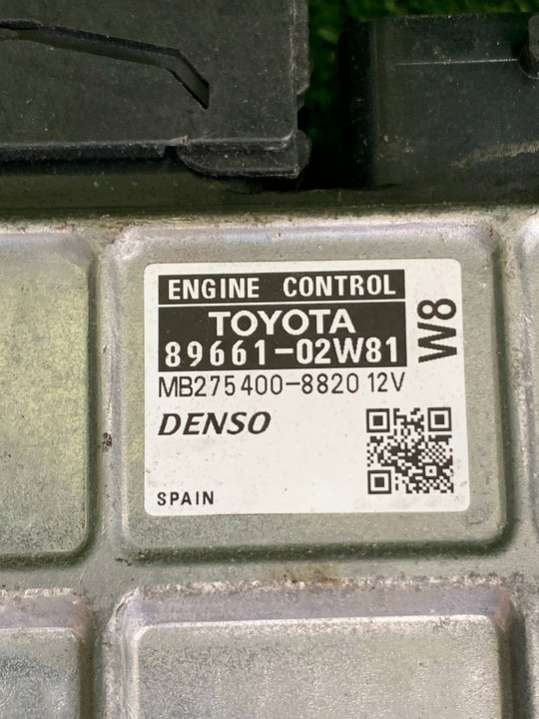 ENGINE CONTROL
TOYOTA
89661-02W81
W8
MB275400-8820 12V
DENSO
SPAIN